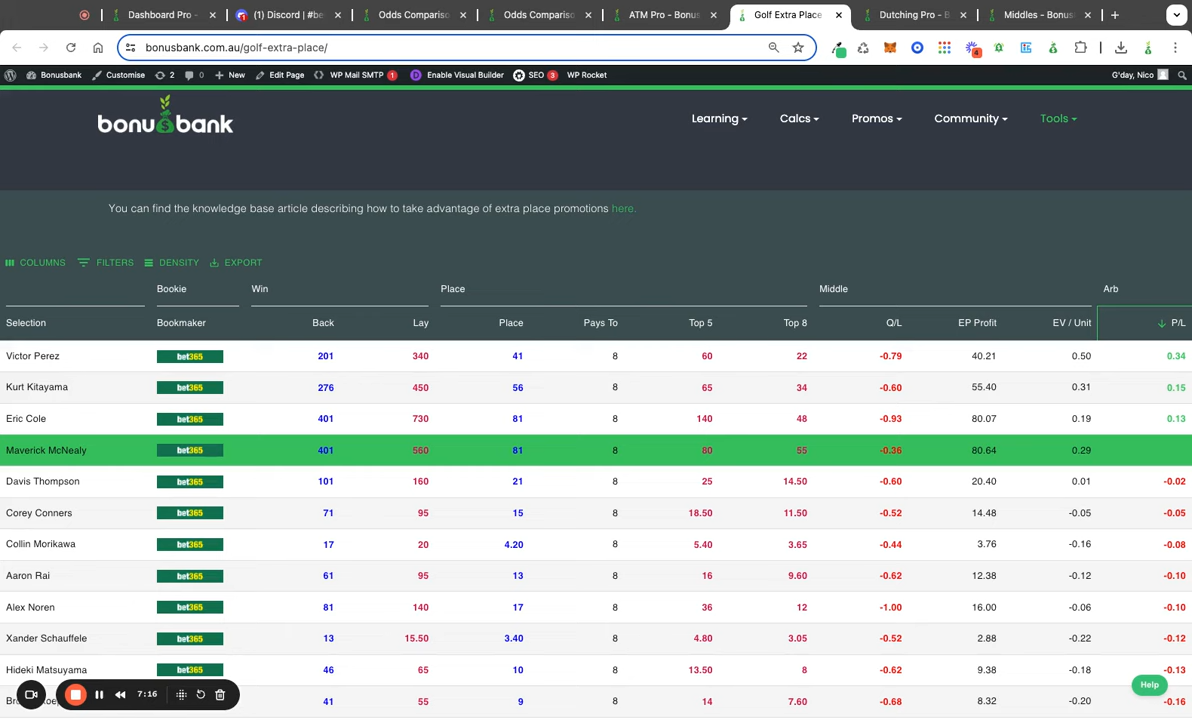 Dashboard Pro -
(1) Discord | #be
Odds Compariso
Odds Compariso
ATM Pro - Bonus
Golf Extra Place
Dutching Pro - B
Middles - Bonus
bonusbank.com.au/golf-extra-place/
4
Bonusbank
Customise
2
0
New
Edit Page
WP Mail SMTP 1
Enable Visual Builder
SEO 3
WP Rocket
G'day, Nico
bonusbank
Learning
Calcs
Promos
Community
Tools
You can find the knowledge base article describing how to take advantage of extra place promotions here.
COLUMNS FILTERS DENSITY EXPORT
Bookie Win Place Middle Arb
Selection Bookmaker Back Lay Place Pays To Top 5 Top 8 Q/L EP Profit EV / Unit P/L
Victor Perez bet365 201 340 41 8 60 22 -0.79 40.21 0.50 0.34
Kurt Kitayama bet365 276 450 56 8 65 34 -0.60 55.40 0.31 0.15
Eric Cole bet365 401 730 81 8 140 48 -0.93 80.07 0.19 0.13
Maverick McNealy bet365 401 560 81 8 80 55 -0.36 80.64 0.29
Davis Thompson bet365 101 160 21 8 25 14.50 -0.60 20.40 0.01 -0.02
Corey Conners bet365 71 95 15 8 18.50 11.50 -0.52 14.48 -0.05 -0.05
Collin Morikawa bet365 17 20 4.20 8 5.40 3.65 -0.44 3.76 -0.16 -0.08
Aaron Rai bet365 61 95 13 8 16 9.60 -0.62 12.38 -0.12 -0.10
Alex Noren bet365 81 140 17 8 36 12 -1.00 16.00 -0.06 -0.10
Xander Schauffele bet365 13 15.50 3.40 8 4.80 3.05 -0.52 2.88 -0.22 -0.12
Hideki Matsuyama bet365 46 65 10 8 13.50 8 -0.62 9.38 -0.18 -0.13
bet365 41 55 9 8 14 7.60 -0.68 8.32 -0.20 -0.16
7:16
Help